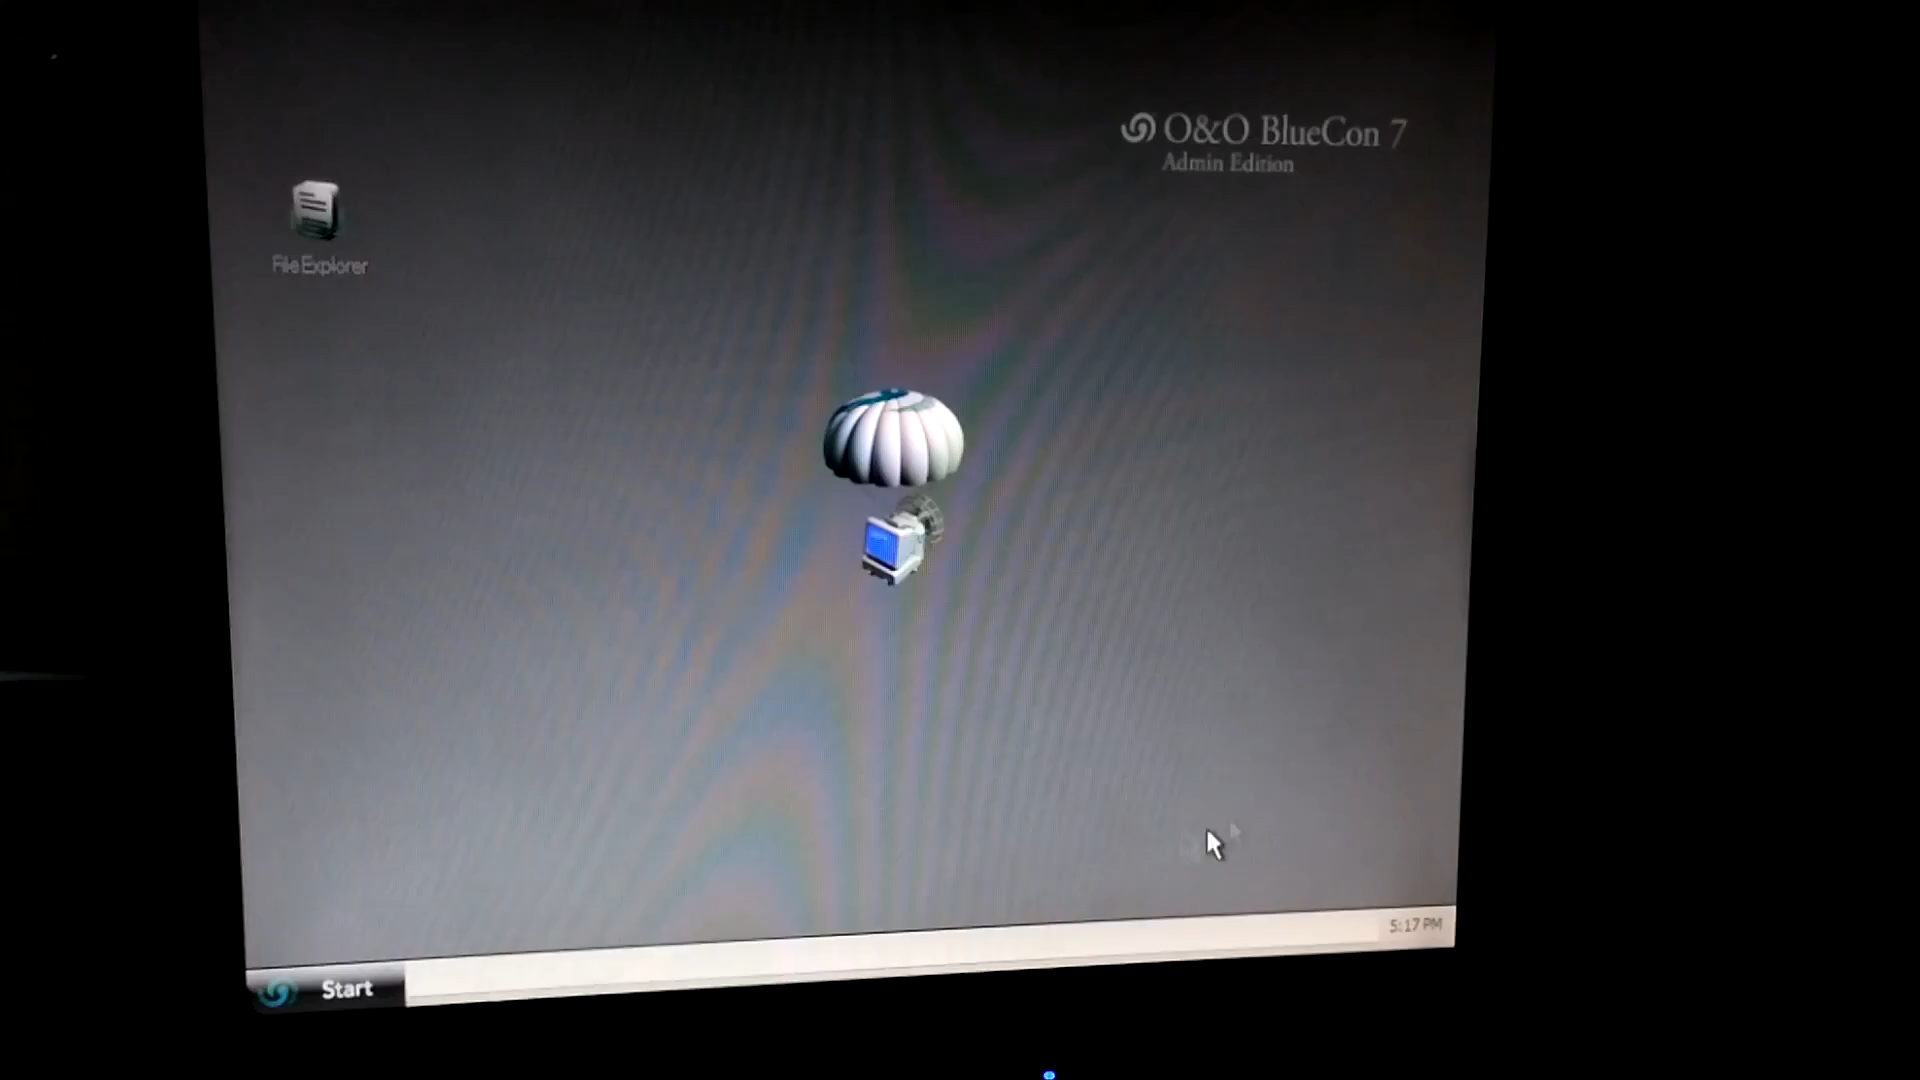 O&O BlueCon 7
Admin Edition
File Explorer
5:17 PM
Start